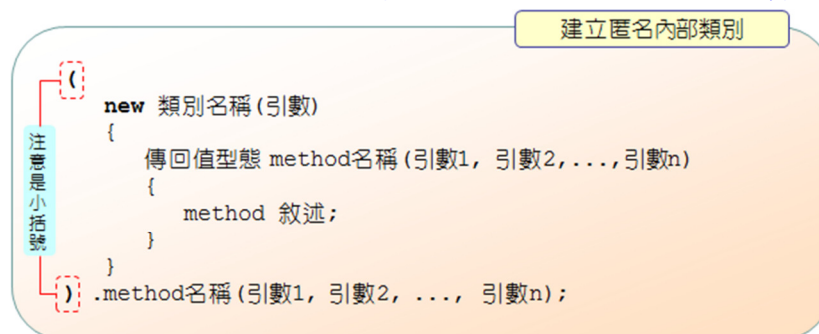 建立匿名內部類別
(
new 類別名稱(引數)
{
傳回值型態 method名稱(引數1, 引數2,...,引數n)
{
method 敘述;
}
}
) .method名稱(引數1, 引數2, ..., 引數n);
注意是小括號